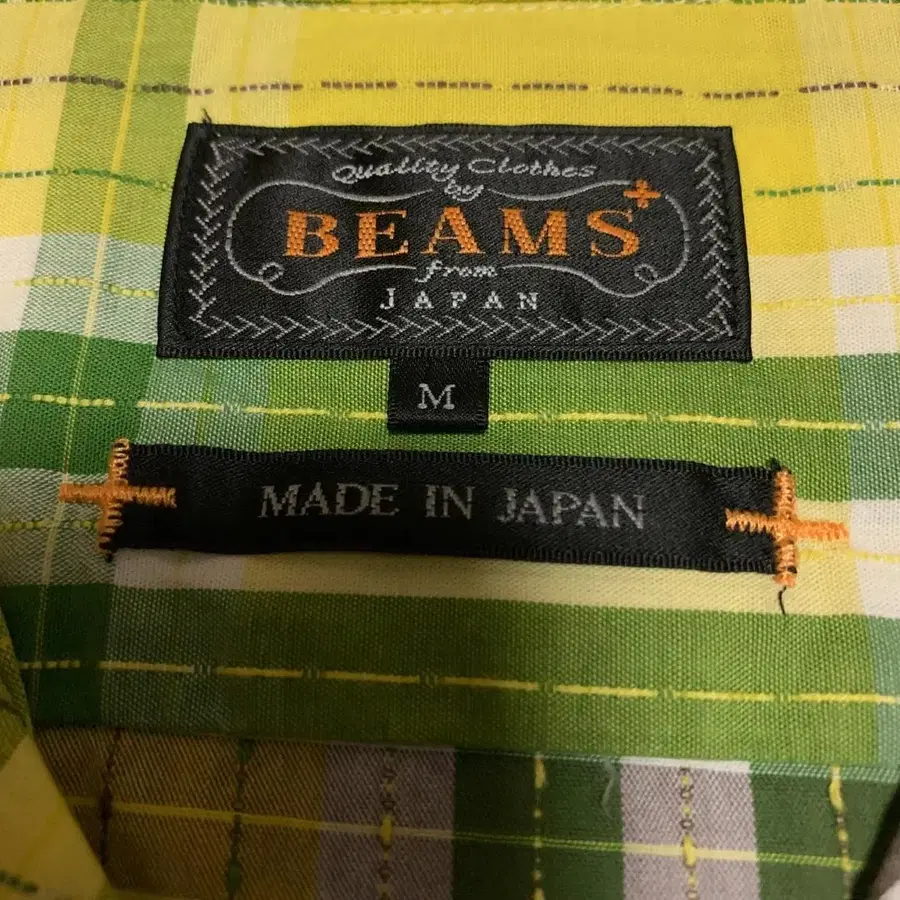 Quality Clothes
by
BEAMS+
from
JAPAN
M
MADE IN JAPAN